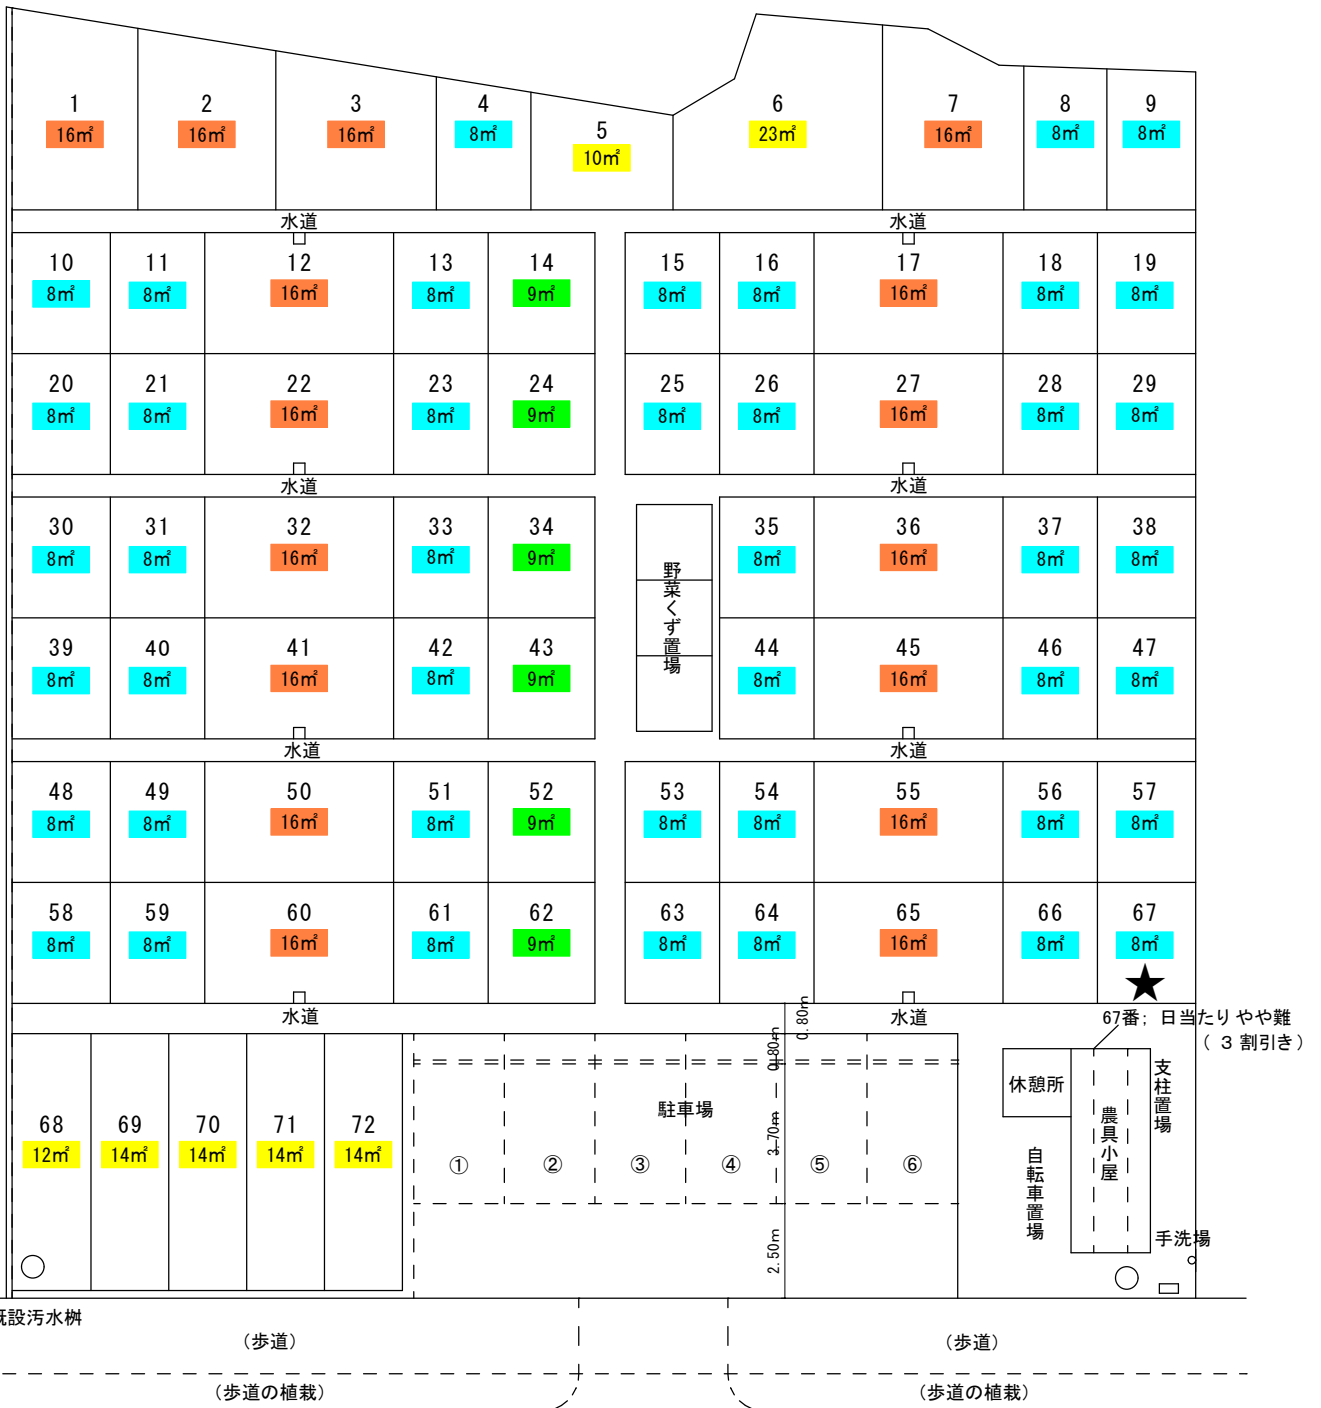 1 2 3 4 5 6 7 8 9
16㎡ 16㎡ 16㎡ 8㎡ 10㎡ 23㎡ 16㎡ 8㎡ 8㎡
水道 水道
10 11 12 13 14 15 16 17 18 19
8㎡ 8㎡ 16㎡ 8㎡ 9㎡ 8㎡ 8㎡ 16㎡ 8㎡ 8㎡
20 21 22 23 24 25 26 27 28 29
8㎡ 8㎡ 16㎡ 8㎡ 9㎡ 8㎡ 8㎡ 16㎡ 8㎡ 8㎡
水道 水道
30 31 32 33 34 35 36 37 38
8㎡ 8㎡ 16㎡ 8㎡ 9㎡ 8㎡ 16㎡ 8㎡ 8㎡
野菜くず置場
39 40 41 42 43 44 45 46 47
8㎡ 8㎡ 16㎡ 8㎡ 9㎡ 8㎡ 16㎡ 8㎡ 8㎡
水道 水道
48 49 50 51 52 53 54 55 56 57
8㎡ 8㎡ 16㎡ 8㎡ 9㎡ 8㎡ 8㎡ 16㎡ 8㎡ 8㎡
58 59 60 61 62 63 64 65 66 67
8㎡ 8㎡ 16㎡ 8㎡ 9㎡ 8㎡ 8㎡ 16㎡ 8㎡ 8㎡
水道 水道
0.80m
67番; 日当たりやや難
(3割引き)
0.80m
68 69 70 71 72
12㎡ 14㎡ 14㎡ 14㎡ 14㎡
駐車場
3.70m
① ② ③ ④ ⑤ ⑥
2.50m
休憩所
農具小屋
支柱置場
自転車置場
手洗場
既設汚水桝
(歩道) (歩道)
(歩道の植栽) (歩道の植栽)